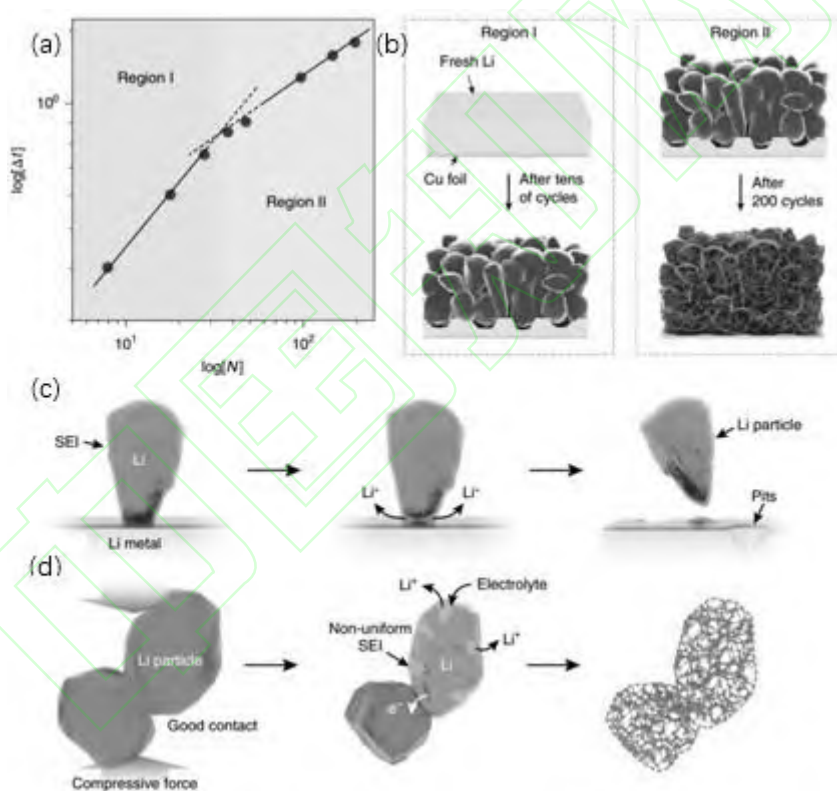 (a)
Region I
10⁰
log[Δt]
Region II
10¹
10²
log[N]
(b)
Region I
Fresh Li
Cu foil
After tens
of cycles
Region II
After
200 cycles
(c)
SEI
Li
Li metal
Li⁺
Li⁺
Li particle
Pits
(d)
Li particle
Good contact
Compressive force
Li⁺
Electrolyte
Non-uniform
SEI
Li
Li⁺
e⁻